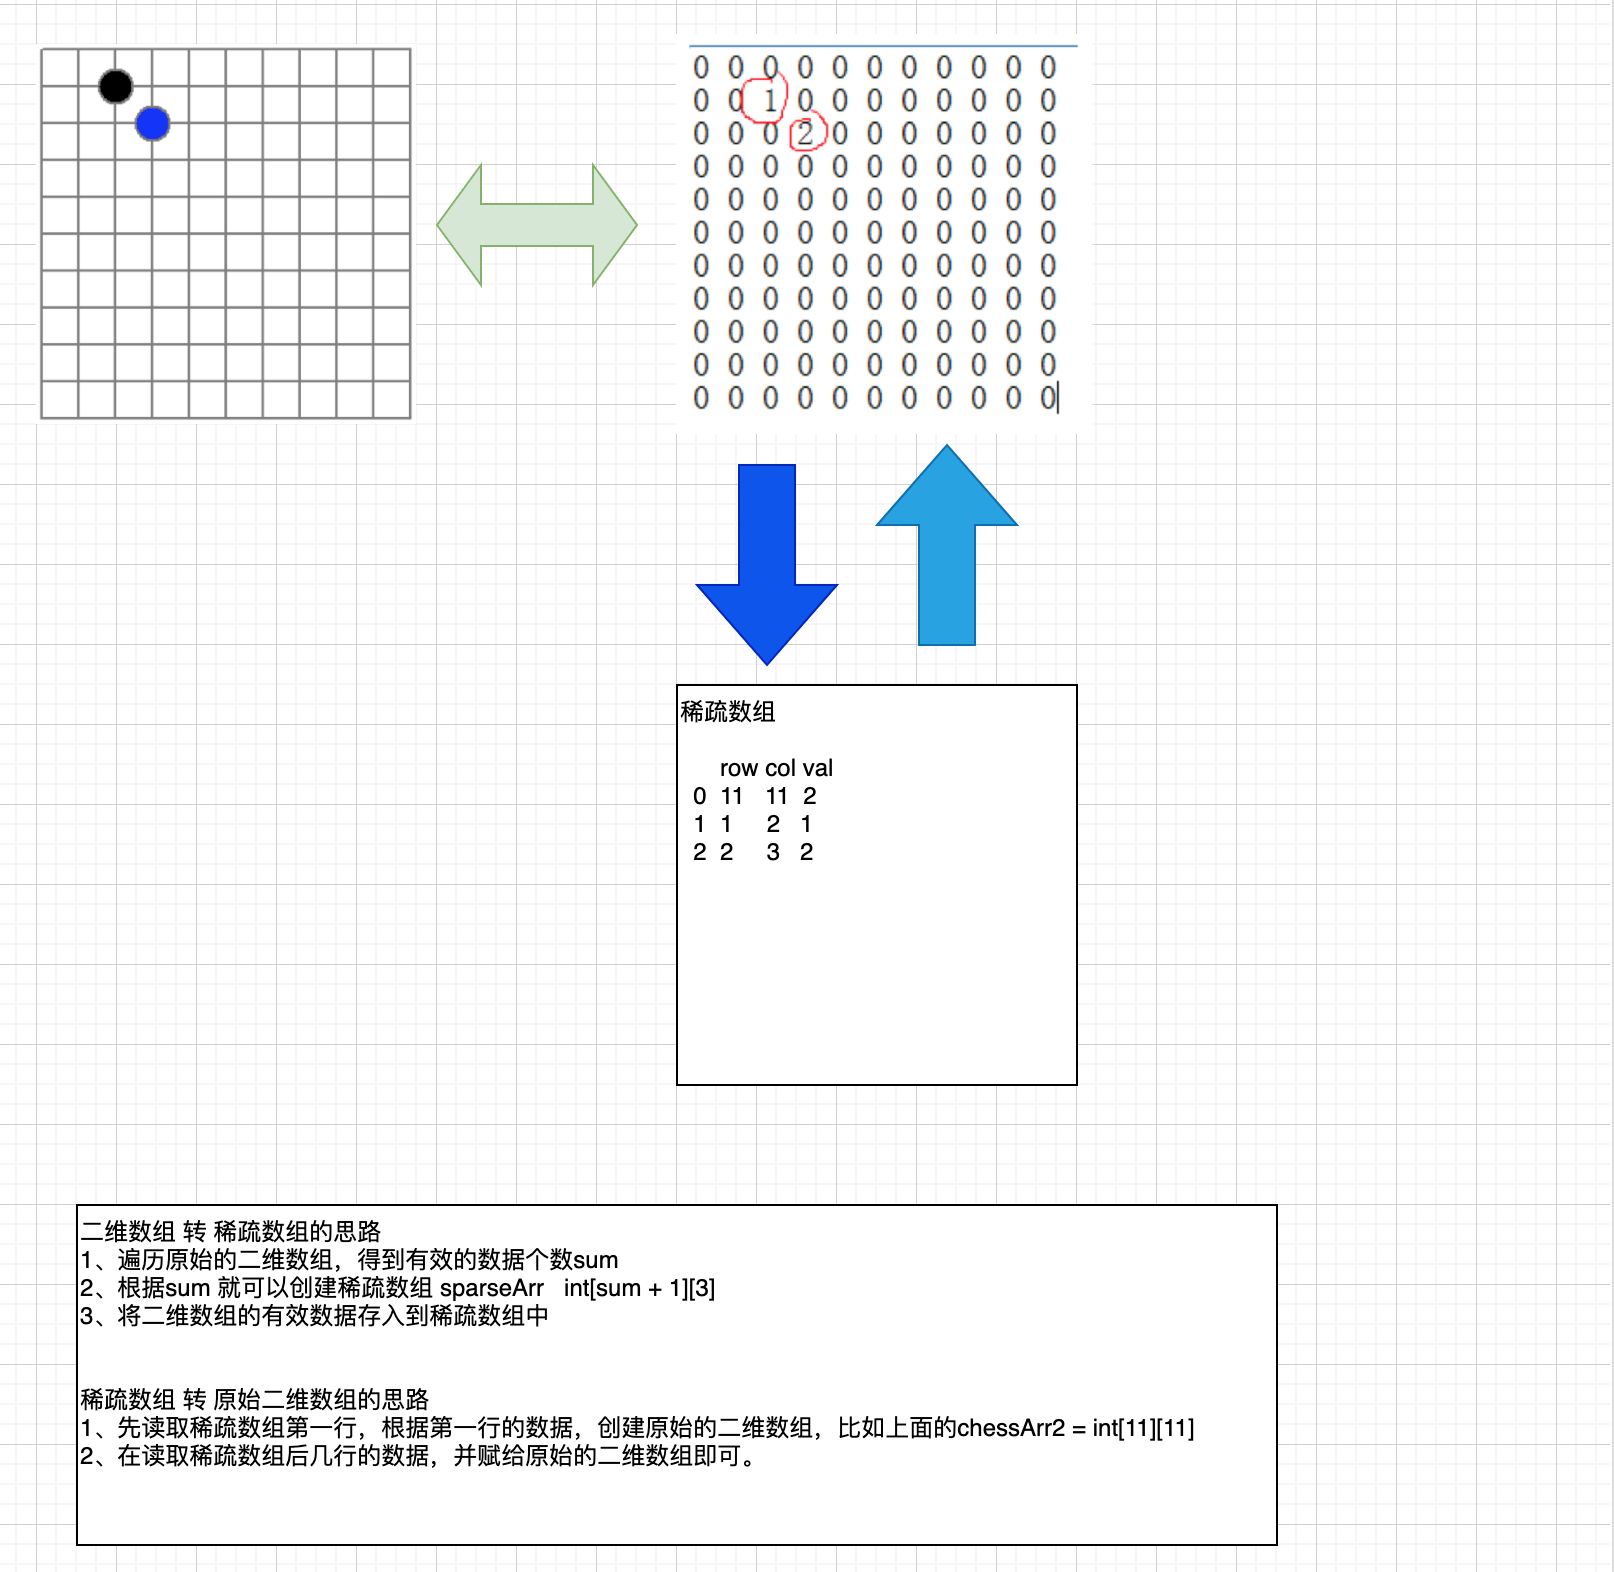 0 0 0 0 0 0 0 0 0 0 0
0 0 1 0 0 0 0 0 0 0 0
0 0 0 2 0 0 0 0 0 0 0
0 0 0 0 0 0 0 0 0 0 0
0 0 0 0 0 0 0 0 0 0 0
0 0 0 0 0 0 0 0 0 0 0
0 0 0 0 0 0 0 0 0 0 0
0 0 0 0 0 0 0 0 0 0 0
0 0 0 0 0 0 0 0 0 0 0
0 0 0 0 0 0 0 0 0 0 0
0 0 0 0 0 0 0 0 0 0 0
稀疏数组
row col val
0 11 11 2
1 1 2 1
2 2 3 2
二维数组 转 稀疏数组的思路
1、遍历原始的二维数组，得到有效的数据个数sum
2、根据sum 就可以创建稀疏数组 sparseArr int[sum + 1][3]
3、将二维数组的有效数据存入到稀疏数组中
稀疏数组 转 原始二维数组的思路
1、先读取稀疏数组第一行，根据第一行的数据，创建原始的二维数组，比如上面的chessArr2 = int[11][11]
2、在读取稀疏数组后几行的数据，并赋给原始的二维数组即可。